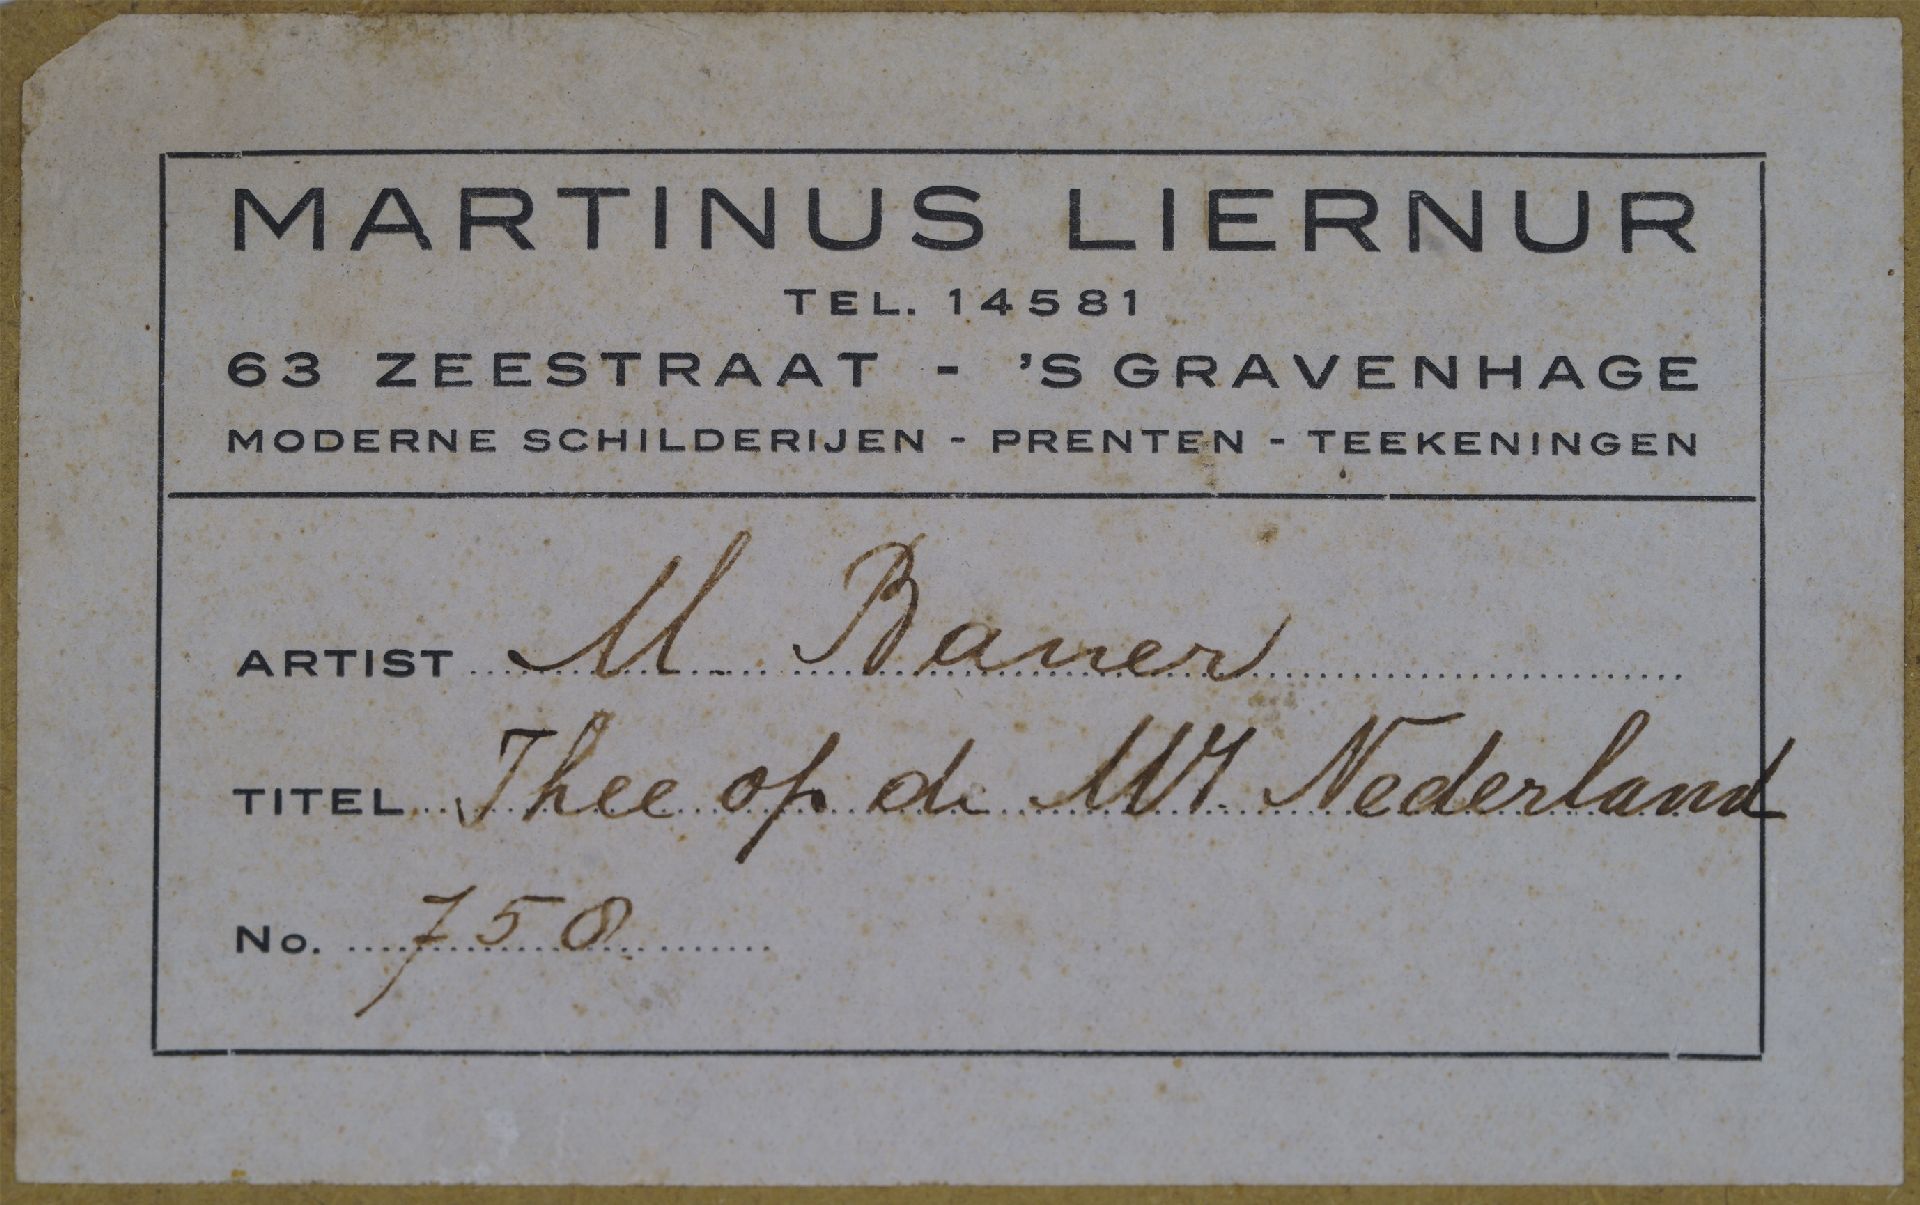 MARTINUS LIERNUR
TEL. 14581
63 ZEESTRAAT - 'S GRAVENHAGE
MODERNE SCHILDERIJEN - PRENTEN - TEEKENINGEN
ARTIST M. Bauer
TITEL Thee op de Nederland
No. 750